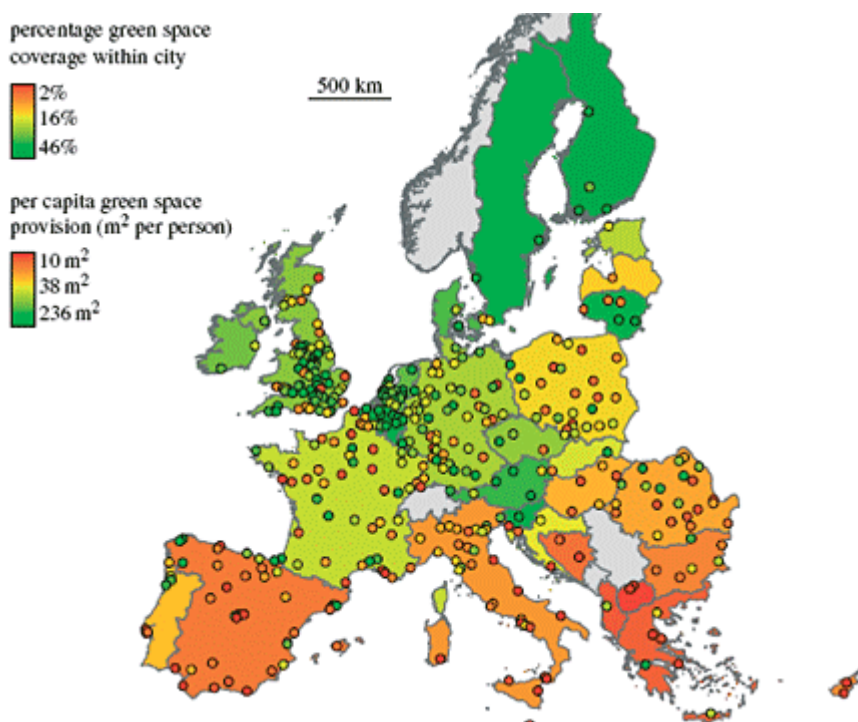 percentage green space
coverage within city
2%
16%
46%
500 km
per capita green space
provision (m² per person)
10 m²
38 m²
236 m²